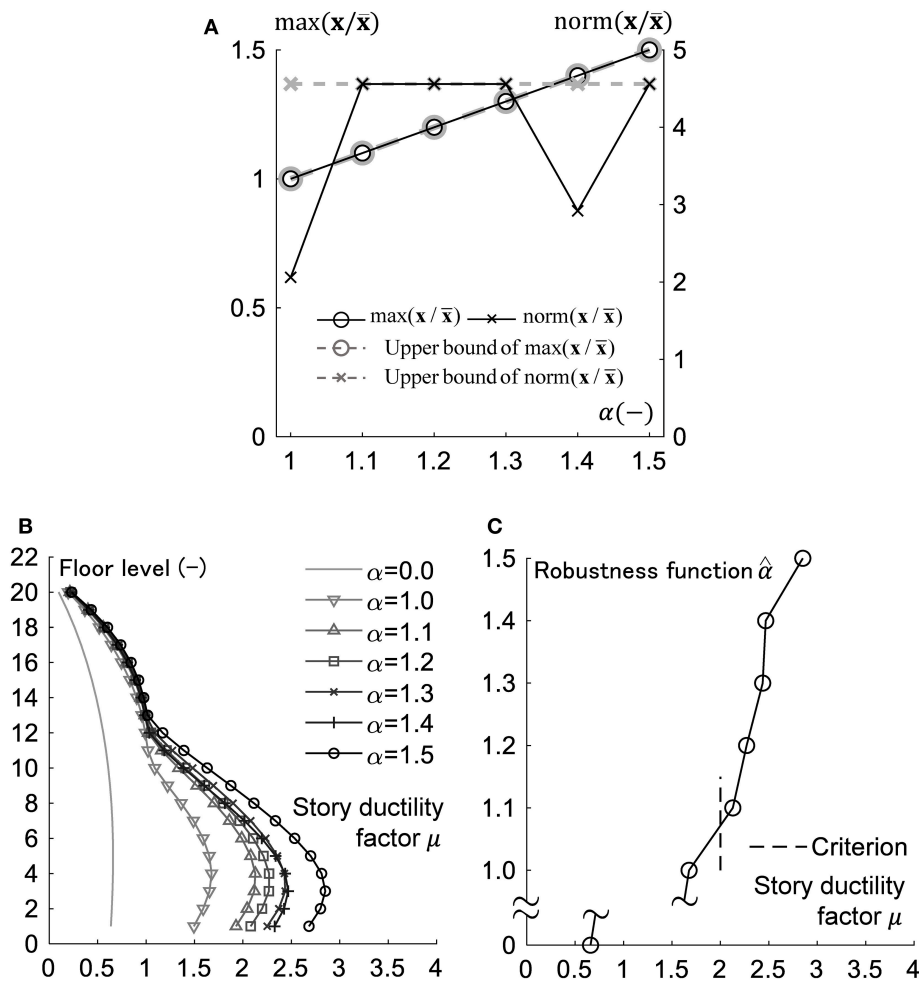 A
max(x/x̄)
norm(x/x̄)
1.5
1
0.5
0
5
4
3
2
1
0
max(x / x̄)
norm(x / x̄)
Upper bound of max(x / x̄)
Upper bound of norm(x / x̄)
α(−)
1 1.1 1.2 1.3 1.4 1.5
B
22
20
18
16
14
12
10
8
6
4
2
0
Floor level (−)
α=0.0
α=1.0
α=1.1
α=1.2
α=1.3
α=1.4
α=1.5
Story ductility
factor μ
0 0.5 1 1.5 2 2.5 3 3.5 4
C
1.5
1.4
1.3
1.2
1.1
1.0
0
Robustness function α̂
Criterion
Story ductility
factor μ
0 0.5 1 1.5 2 2.5 3 3.5 4